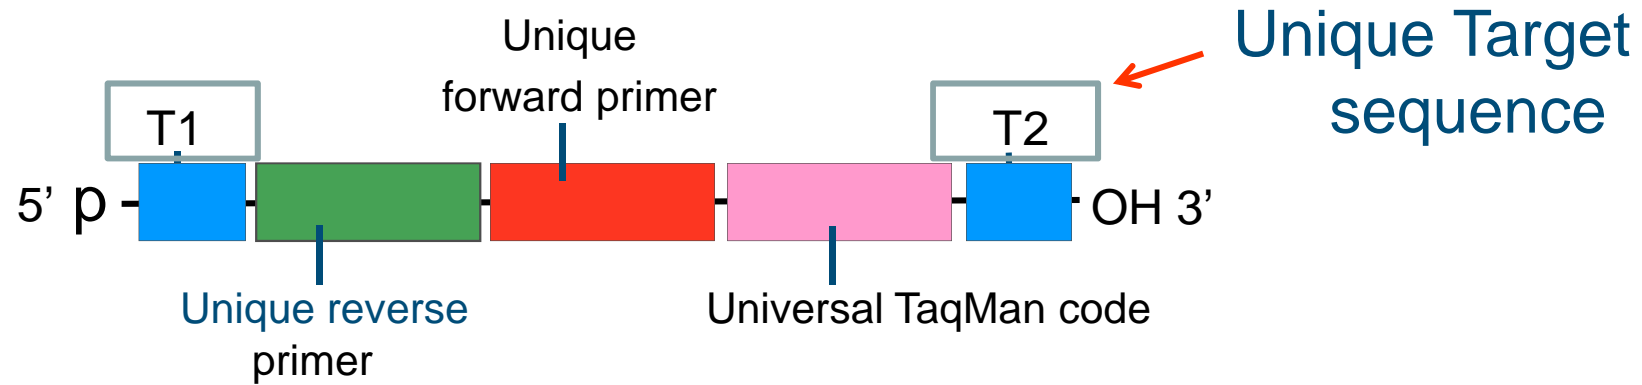 Unique
forward primer
Unique Target
sequence
T1
T2
5’ p
OH 3’
Unique reverse
primer
Universal TaqMan code